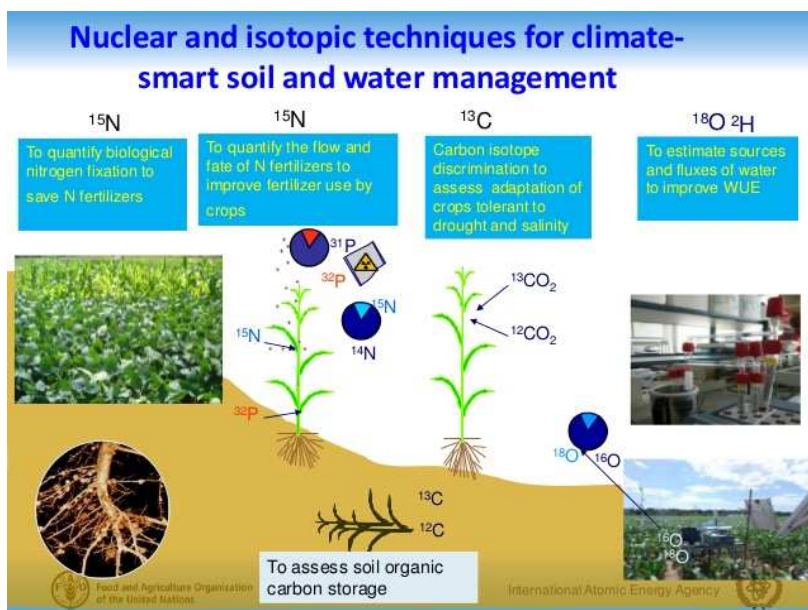 Nuclear and isotopic techniques for climate-
smart soil and water management
¹⁵N
To quantify biological
nitrogen fixation to
save N fertilizers
¹⁵N
To quantify the flow and
fate of N fertilizers to
improve fertilizer use by
crops
¹³C
Carbon isotope
discrimination to
assess adaptation of
crops tolerant to
drought and salinity
¹⁸O ²H
To estimate sources
and fluxes of water
to improve WUE
³¹P
³²P
¹⁵N
¹⁴N
¹⁵N
³²P
¹³CO₂
¹²CO₂
¹⁸O
¹⁶O
¹⁶O
¹⁸O
¹³C
¹²C
To assess soil organic
carbon storage
Food and Agriculture Organization
of the United Nations
International Atomic Energy Agency